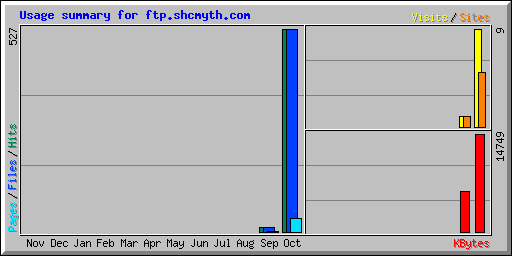 Usage summary for ftp.shcmyth.com
Visits/Sites
527
9
Pages/Files/Hits
14749
Nov Dec Jan Feb Mar Apr May Jun Jul Aug Sep Oct
KBytes